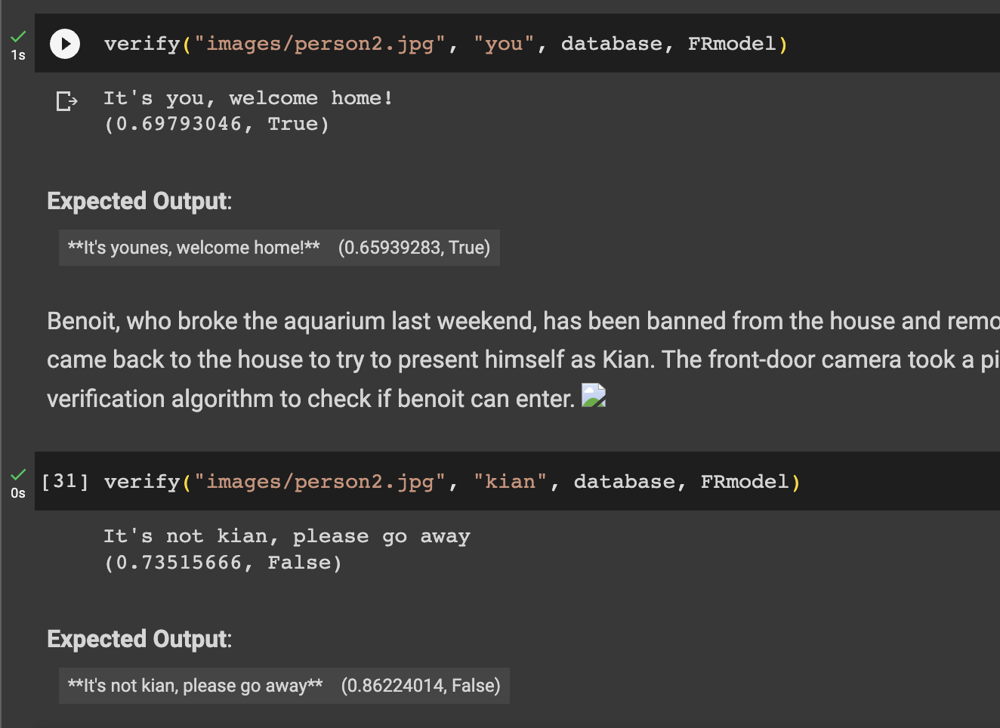 1s
verify("images/person2.jpg", "you", database, FRmodel)
It's you, welcome home!
(0.69793046, True)
Expected Output:
**It's younes, welcome home!** (0.65939283, True)
Benoit, who broke the aquarium last weekend, has been banned from the house and remo
came back to the house to try to present himself as Kian. The front-door camera took a pi
verification algorithm to check if benoit can enter.
[31] verify("images/person2.jpg", "kian", database, FRmodel)
0s
It's not kian, please go away
(0.73515666, False)
Expected Output:
**It's not kian, please go away** (0.86224014, False)